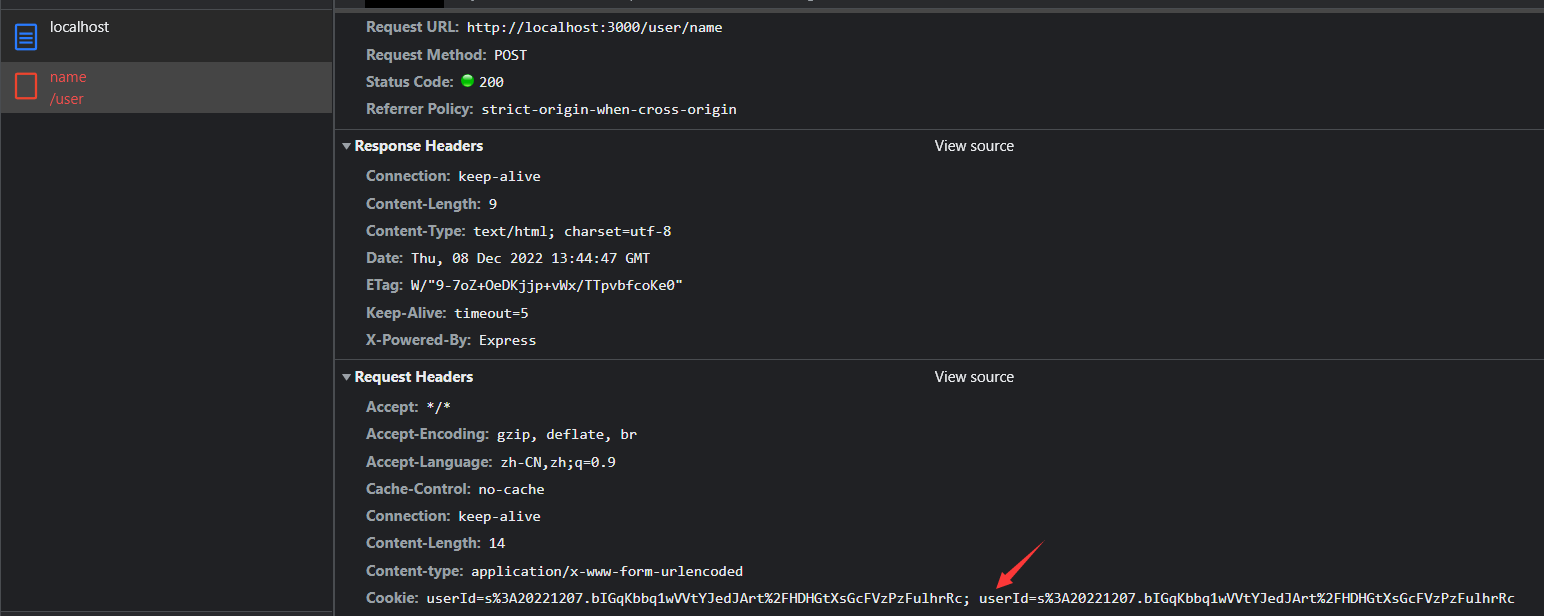 localhost
name
/user
Request URL: http://localhost:3000/user/name
Request Method: POST
Status Code: 200
Referrer Policy: strict-origin-when-cross-origin
Response Headers View source
Connection: keep-alive
Content-Length: 9
Content-Type: text/html; charset=utf-8
Date: Thu, 08 Dec 2022 13:44:47 GMT
ETag: W/"9-7oZ+OeDKjjp+vWx/TTpvbfcoKe0"
Keep-Alive: timeout=5
X-Powered-By: Express
Request Headers View source
Accept: */*
Accept-Encoding: gzip, deflate, br
Accept-Language: zh-CN,zh;q=0.9
Cache-Control: no-cache
Connection: keep-alive
Content-Length: 14
Content-type: application/x-www-form-urlencoded
Cookie: userId=s%3A20221207.bIGqKbbq1wVVtYJedJArt%2FHDHGtXsGcFVzPzFulhrRc; userId=s%3A20221207.bIGqKbbq1wVVtYJedJArt%2FHDHGtXsGcFVzPzFulhrRc